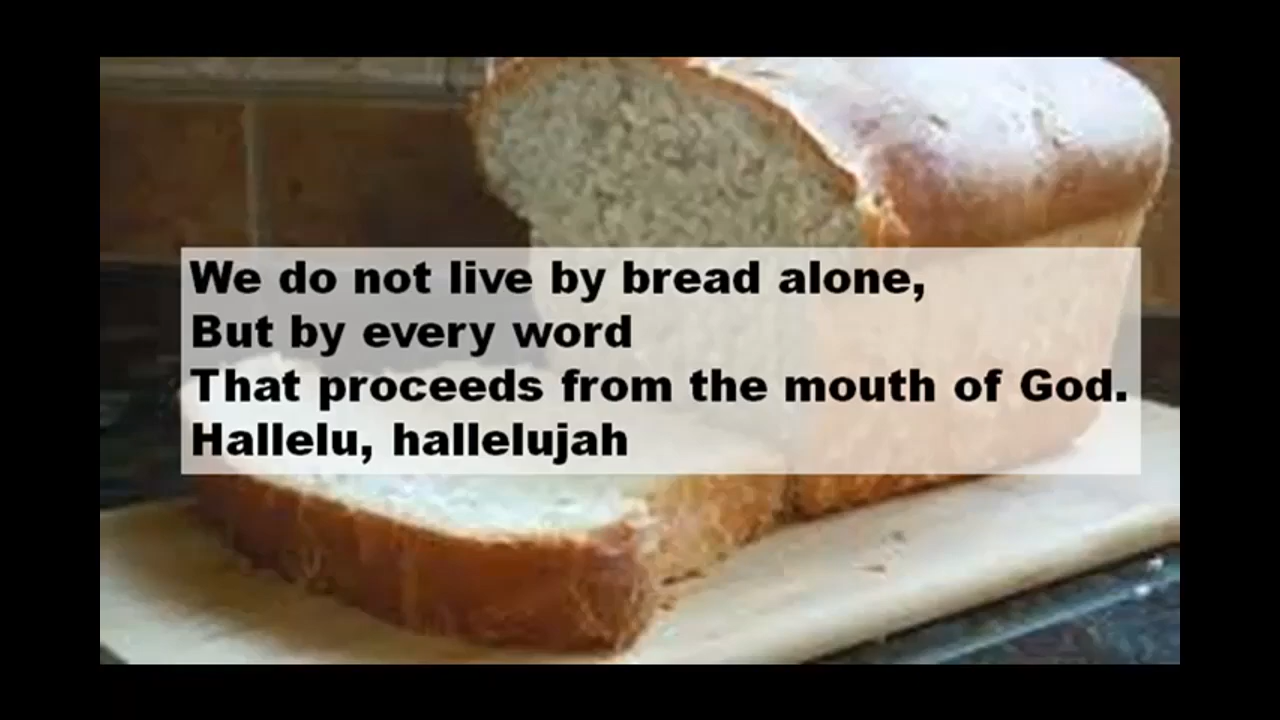 We do not live by bread alone,
But by every word
That proceeds from the mouth of God.
Hallelu, hallelujah